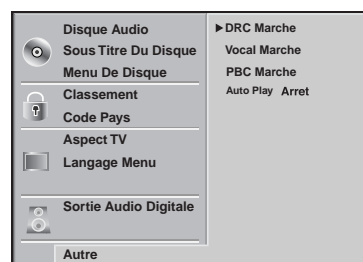 Disque Audio
Sous Titre Du Disque
Menu De Disque
Classement
Code Pays
Aspect TV
Langage Menu
Sortie Audio Digitale
Autre
DRC Marche
Vocal Marche
PBC Marche
Auto Play Arret